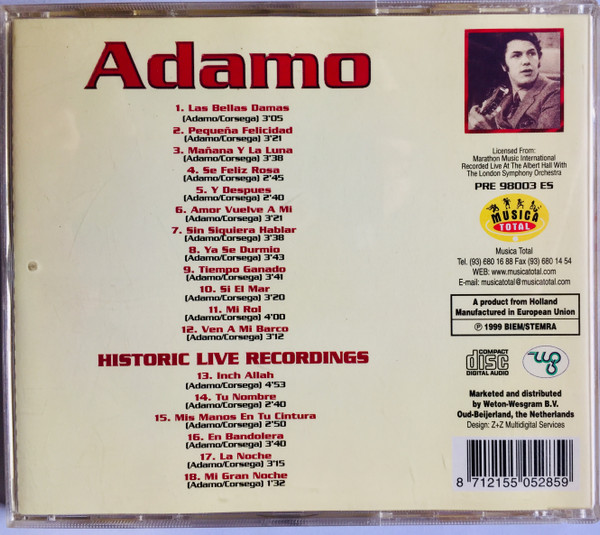 Adamo
1. Las Bellas Damas
(Adamo/Corsega) 3'05
2. Pequeña Felicidad
(Adamo/Corsega) 3'21
3. Mañana Y La Luna
(Adamo/Corsega) 3'38
4. Se Feliz Rosa
(Adamo/Corsega) 2'45
5. Y Despues
(Adamo/Corsega) 2'40
6. Amor Vuelve A Mi
(Adamo/Corsega) 3'21
7. Sin Siquiera Hablar
(Adamo/Corsega) 3'38
8. Ya Se Durmio
(Adamo/Corsega) 3'43
9. Tiempo Ganado
(Adamo/Corsega) 3'41
10. Si El Mar
(Adamo/Corsega) 3'20
11. Mi Roi
(Adamo/Corsega) 4'00
12. Ven A Mi Barco
(Adamo/Corsega) 3'12
HISTORIC LIVE RECORDINGS
13. Inch Allah
(Adamo/Corsega) 4'53
14. Tu Nombre
(Adamo/Corsega) 2'40
15. Mis Manos En Tu Cintura
(Adamo/Corsega) 2'50
16. En Bandolera
(Adamo/Corsega) 3'40
17. La Noche
(Adamo/Corsega) 3'15
18. Mi Gran Noche
(Adamo/Corsega) 1'32
Licensed From:
Marathon Music International
Recorded Live At The Albert Hall With
The London Symphony Orchestra
PRE 98003 ES
MUSICA
TOTAL
Musica Total
Tel. (93) 680 16 88 Fax (93) 680 14 54
WEB: www.musicatotal.com
E-mail: musicatotal@musicatotal.com
A product from Holland
Manufactured in European Union
℗ 1999 BIEM/STEMRA
COMPACT
disc
DIGITAL AUDIO
Marketed and distributed
by Weton-Wesgram B.V.
Oud-Beijerland, the Netherlands
Design: Z+Z Multidigital Services
8 712155 052859